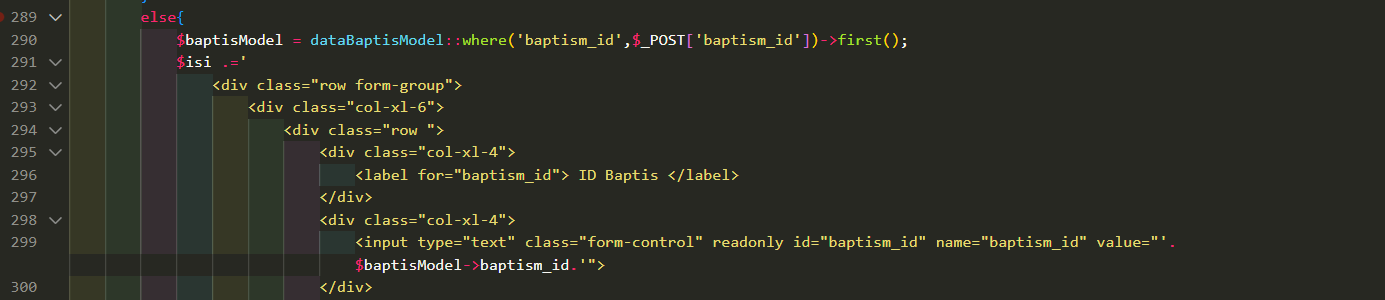 289 else{
290 $baptisModel = dataBaptisModel::where('baptism_id',$_POST['baptism_id'])->first();
291 $isi .='
292 <div class="row form-group">
293 <div class="col-xl-6">
294 <div class="row ">
295 <div class="col-xl-4">
296 <label for="baptism_id"> ID Baptis </label>
297 </div>
298 <div class="col-xl-4">
299 <input type="text" class="form-control" readonly id="baptism_id" name="baptism_id" value="'.
$baptisModel->baptism_id.'">
300 </div>